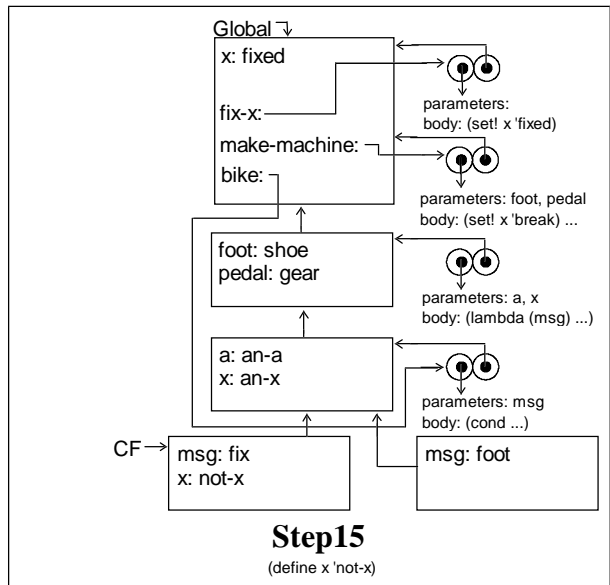 Global
x: fixed
fix-x:
parameters:
body: (set! x 'fixed)
make-machine:
bike:
parameters: foot, pedal
body: (set! x 'break) ...
foot: shoe
pedal: gear
parameters: a, x
body: (lambda (msg) ...)
a: an-a
x: an-x
parameters: msg
body: (cond ...)
CF
msg: fix
x: not-x
msg: foot
Step15
(define x 'not-x)